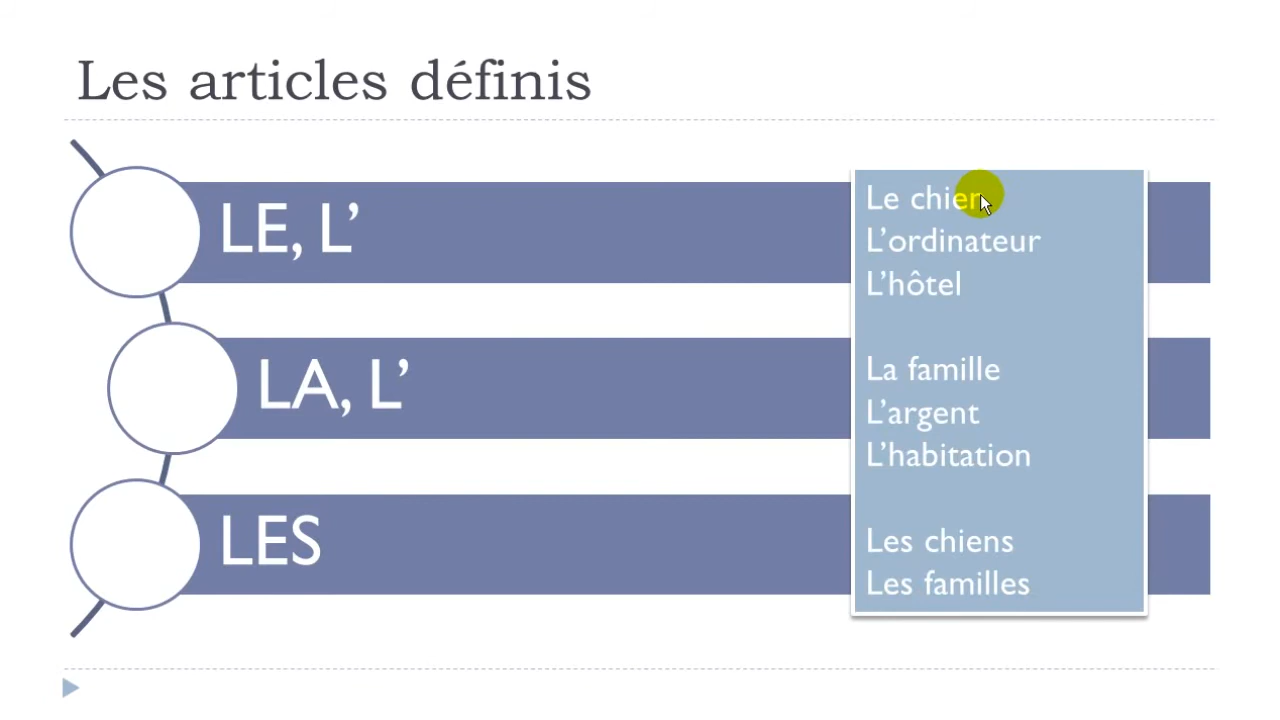 Les articles définis
LE, L’
LA, L’
LES
Le chien
L’ordinateur
L’hôtel
La famille
L’argent
L’habitation
Les chiens
Les familles